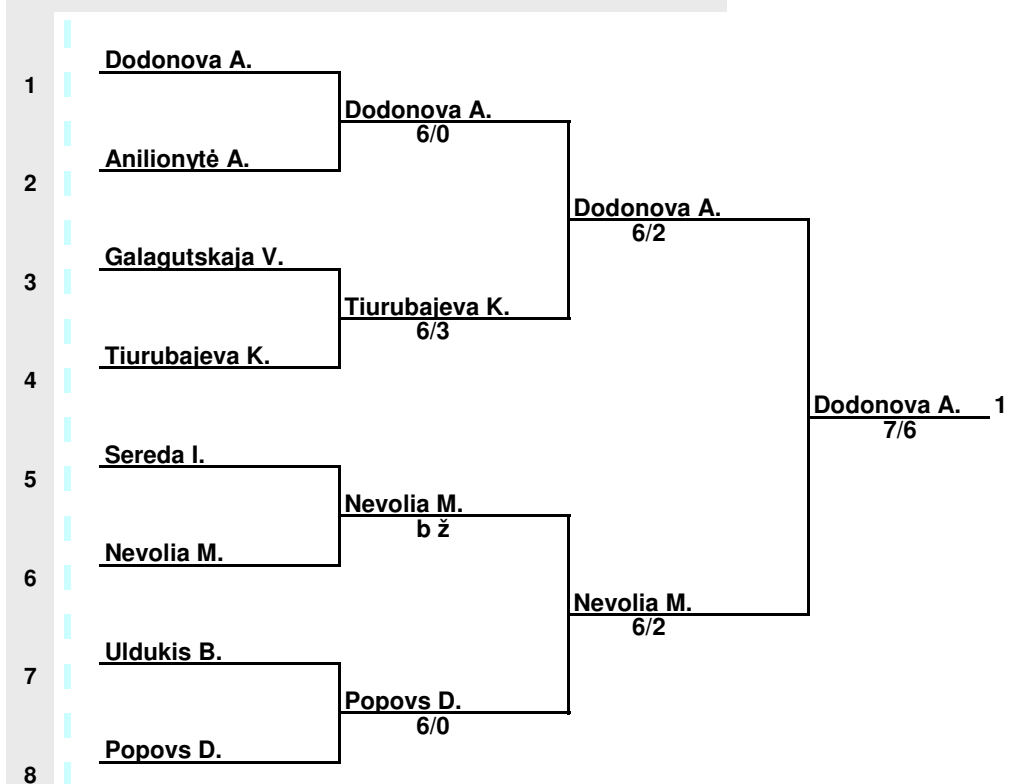 Dodonova A.
1
Dodonova A.
6/0
Anilionytė A.
2
Dodonova A.
6/2
Galagutskaja V.
3
Tiurubajeva K.
6/3
Tiurubajeva K.
4
Dodonova A. 1
7/6
Sereda I.
5
Nevolia M.
b ž
Nevolia M.
6
Nevolia M.
6/2
Uldukis B.
7
Popovs D.
6/0
Popovs D.
8